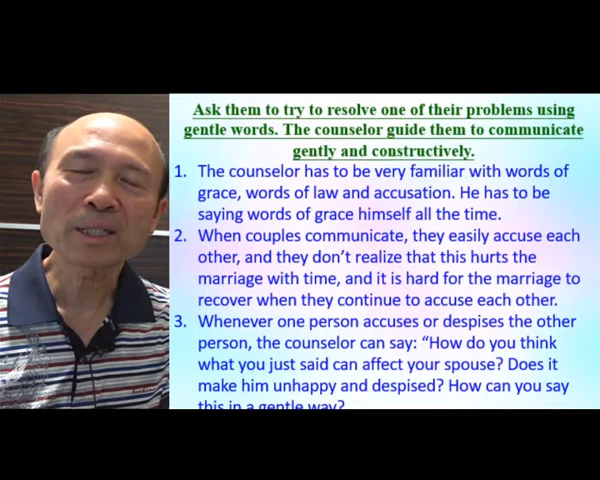 Ask them to try to resolve one of their problems using
gentle words. The counselor guide them to communicate
gently and constructively.
1. The counselor has to be very familiar with words of
grace, words of law and accusation. He has to be
saying words of grace himself all the time.
2. When couples communicate, they easily accuse each
other, and they don’t realize that this hurts the
marriage with time, and it is hard for the marriage to
recover when they continue to accuse each other.
3. Whenever one person accuses or despises the other
person, the counselor can say: “How do you think
what you just said can affect your spouse? Does it
make him unhappy and despised? How can you say
this in a gentle way?